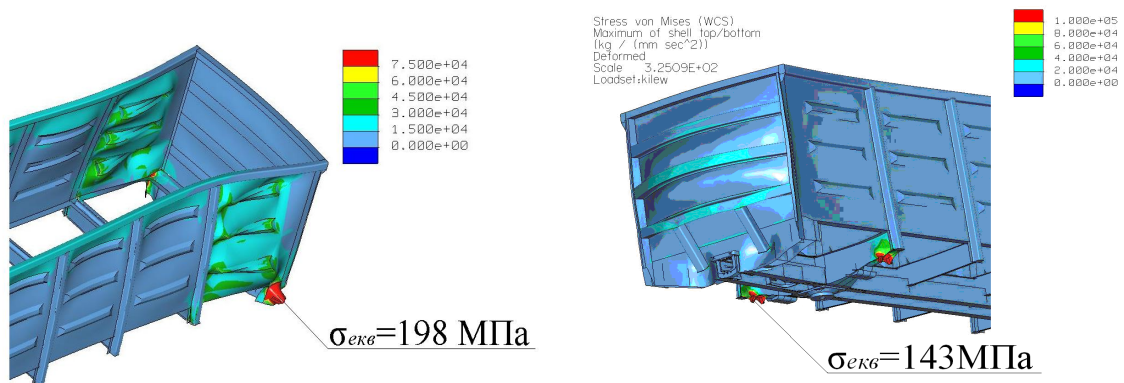 7.500e+04
6.000e+04
4.500e+04
3.000e+04
1.500e+04
0.000e+00
σекв=198 МПа
Stress von Mises (WCS)
Maximum of shell top/bottom
(kg / (mm sec^2))
Deformed
Scale 3.2509E+02
Loadset:kilew
1.000e+05
8.000e+04
6.000e+04
4.000e+04
2.000e+04
0.000e+00
σекв=143МПа